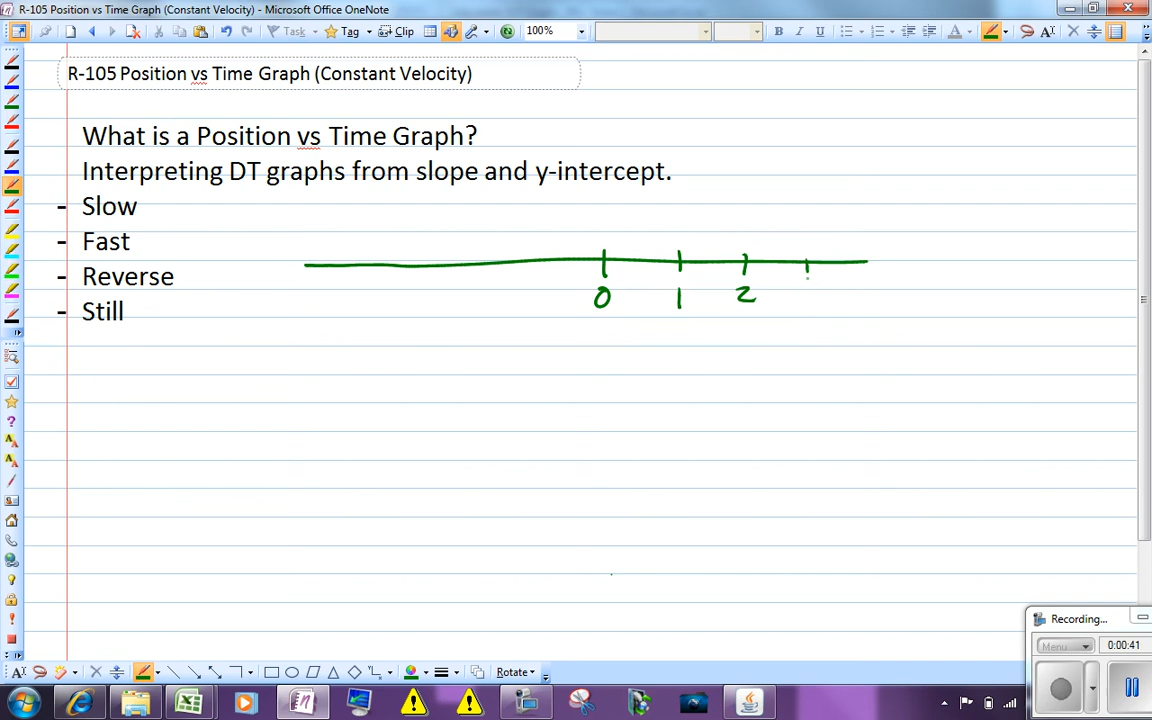 R-105 Position vs Time Graph (Constant Velocity) - Microsoft Office OneNote
Task
Tag
Clip
100%
B I U
A
R-105 Position vs Time Graph (Constant Velocity)
What is a Position vs Time Graph?
Interpreting DT graphs from slope and y-intercept.
- Slow
- Fast
- Reverse
- Still
0 1 2
Recording...
Menu
0:00:41
Rotate